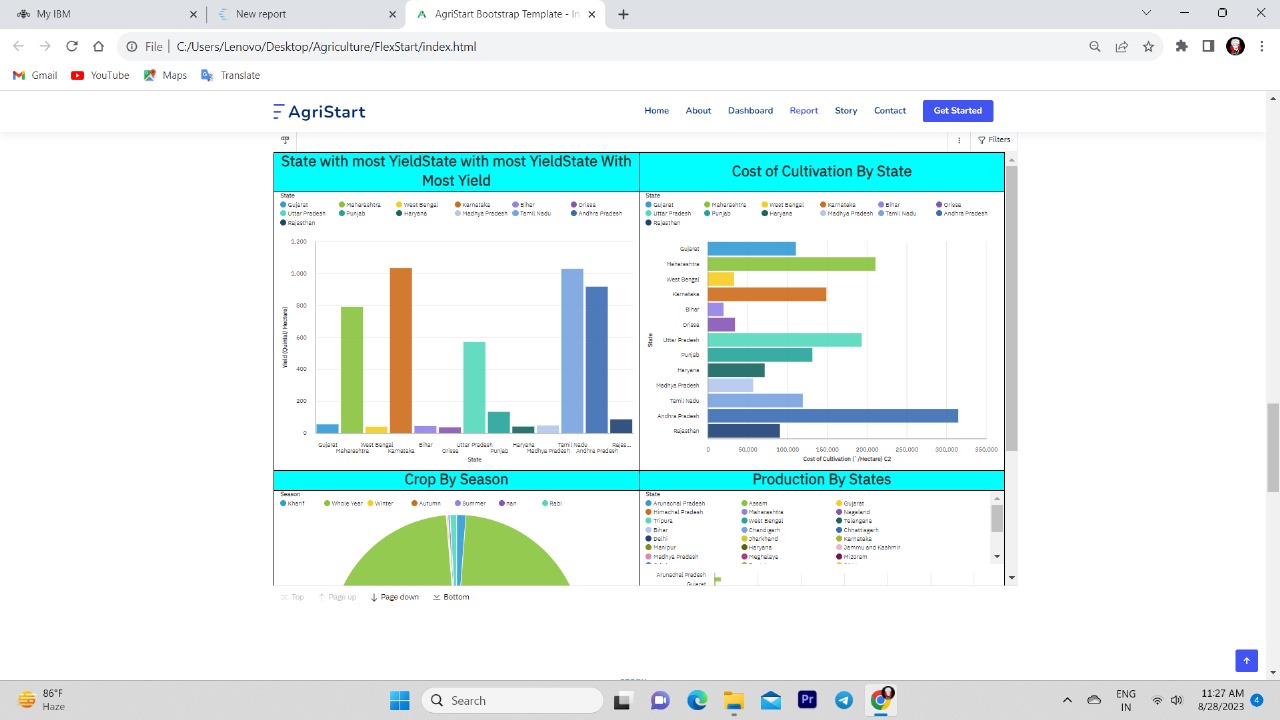 My IBM
New report
AgriStart Bootstrap Template - In
File
C:/Users/Lenovo/Desktop/Agriculture/FlexStart/index.html
Gmail
YouTube
Maps
Translate
AgriStart
Home
About
Dashboard
Report
Story
Contact
Get Started
Filters
State with most YieldState with most YieldState With
Most Yield
State
Gujarat Maharashtra West Bengal Karnataka Bihar Orissa
Uttar Pradesh Punjab Haryana Madhya Pradesh Tamil Nadu Andhra Pradesh
Rajasthan
1,200
1,000
800
600
400
200
0
Yield (Quintal/ Hectare)
Gujarat West Bengal Bihar Uttar Pradesh Haryana Tamil Nadu Rajas...
Maharashtra Karnataka Orissa Punjab Madhya Pradesh Andhra Pradesh
State
Cost of Cultivation By State
State
Gujarat Maharashtra West Bengal Karnataka Bihar Orissa
Uttar Pradesh Punjab Haryana Madhya Pradesh Tamil Nadu Andhra Pradesh
Rajasthan
Gujarat
Maharashtra
West Bengal
Karnataka
Bihar
Orissa
Uttar Pradesh
Punjab
Haryana
Madhya Pradesh
Tamil Nadu
Andhra Pradesh
Rajasthan
State
0 50,000 100,000 150,000 200,000 250,000 300,000 350,000
Cost of Cultivation (`/Hectare) C2
Crop By Season
Season
Kharif Whole Year Winter Autumn Summer nan Rabi
Production By States
State
Arunachal Pradesh Assam Gujarat
Himachal Pradesh Maharashtra Nagaland
Tripura West Bengal Telangana
Bihar Chandigarh Chhattisgarh
Delhi Jharkhand Karnataka
Manipur Haryana Jammu and Kashmir
Madhya Pradesh Meghalaya Mizoram
Arunachal Pradesh
Gujarat
Top
Page up
Page down
Bottom
86°F
Haze
Search
Pr
ENG
IN
11:27 AM
8/28/2023
4